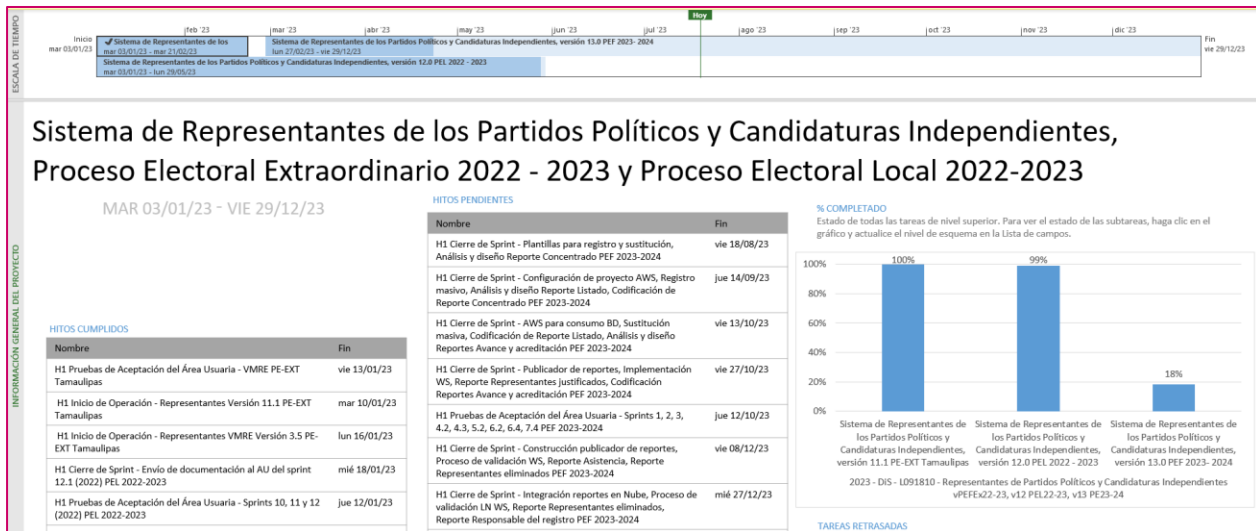 ESCALA DE TIEMPO
Hoy
feb '23 mar '23 abr '23 may '23 jun '23 jul '23 ago '23 sep '23 oct '23 nov '23 dic '23
Inicio
mar 03/01/23
Sistema de Representantes de los
mar 03/01/23 - mar 21/02/23
Sistema de Representantes de los Partidos Políticos y Candidaturas Independientes, versión 13.0 PEF 2023- 2024
lun 27/02/23 - vie 29/12/23
Sistema de Representantes de los Partidos Políticos y Candidaturas Independientes, versión 12.0 PEL 2022 - 2023
mar 03/01/23 - lun 29/05/23
Fin
vie 29/12/23
INFORMACIÓN GENERAL DEL PROYECTO
Sistema de Representantes de los Partidos Políticos y Candidaturas Independientes,
Proceso Electoral Extraordinario 2022 - 2023 y Proceso Electoral Local 2022-2023
MAR 03/01/23 - VIE 29/12/23
HITOS CUMPLIDOS
Nombre Fin
H1 Pruebas de Aceptación del Área Usuaria - VMRE PE-EXT vie 13/01/23
Tamaulipas
H1 Inicio de Operación - Representantes Versión 11.1 PE-EXT mar 10/01/23
Tamaulipas
H1 Inicio de Operación - Representantes VMRE Versión 3.5 PE- lun 16/01/23
EXT Tamaulipas
H1 Cierre de Sprint - Envío de documentación al AU del sprint mié 18/01/23
12.1 (2022) PEL 2022-2023
H1 Pruebas de Aceptación del Área Usuaria - Sprints 10, 11 y 12 jue 12/01/23
(2022) PEL 2022-2023
HITOS PENDIENTES
Nombre Fin
H1 Cierre de Sprint - Plantillas para registro y sustitución, vie 18/08/23
Análisis y diseño Reporte Concentrado PEF 2023-2024
H1 Cierre de Sprint - Configuración de proyecto AWS, Registro jue 14/09/23
masivo, Análisis y diseño Reporte Listado, Codificación de
Reporte Concentrado PEF 2023-2024
H1 Cierre de Sprint - AWS para consumo BD, Sustitución vie 13/10/23
masiva, Codificación de Reporte Listado, Análisis y diseño
Reportes Avance y acreditación PEF 2023-2024
H1 Cierre de Sprint - Publicador de reportes, Implementación vie 27/10/23
WS, Reporte Representantes justificados, Codificación
Reportes Avance y acreditación PEF 2023-2024
H1 Pruebas de Aceptación del Área Usuaria - Sprints 1, 2, 3, jue 12/10/23
4.2, 4.3, 5.2, 6.2, 6.4, 7.4 PEF 2023-2024
H1 Cierre de Sprint - Construcción publicador de reportes, vie 08/12/23
Proceso de validación WS, Reporte Asistencia, Reporte
Representantes eliminados PEF 2023-2024
H1 Cierre de Sprint - Integración reportes en Nube, Proceso de mié 27/12/23
validación LN WS, Reporte Representantes eliminados,
Reporte Responsable del registro PEF 2023-2024
% COMPLETADO
Estado de todas las tareas de nivel superior. Para ver el estado de las subtareas, haga clic en el
gráfico y actualice el nivel de esquema en la Lista de campos.
100%
80%
60%
40%
20%
0%
100% 99% 18%
Sistema de Representantes de Sistema de Representantes de Sistema de Representantes de
los Partidos Políticos y los Partidos Políticos y los Partidos Políticos y
Candidaturas Independientes, Candidaturas Independientes, Candidaturas Independientes,
versión 11.1 PE-EXT Tamaulipas versión 12.0 PEL 2022 - 2023 versión 13.0 PEF 2023- 2024
2023 - DIS - L091810 - Representantes de Partidos Políticos y Candidaturas Independientes
vPEFEx22-23, v12 PEL22-23, v13 PE23-24
TAREAS RETRASADAS